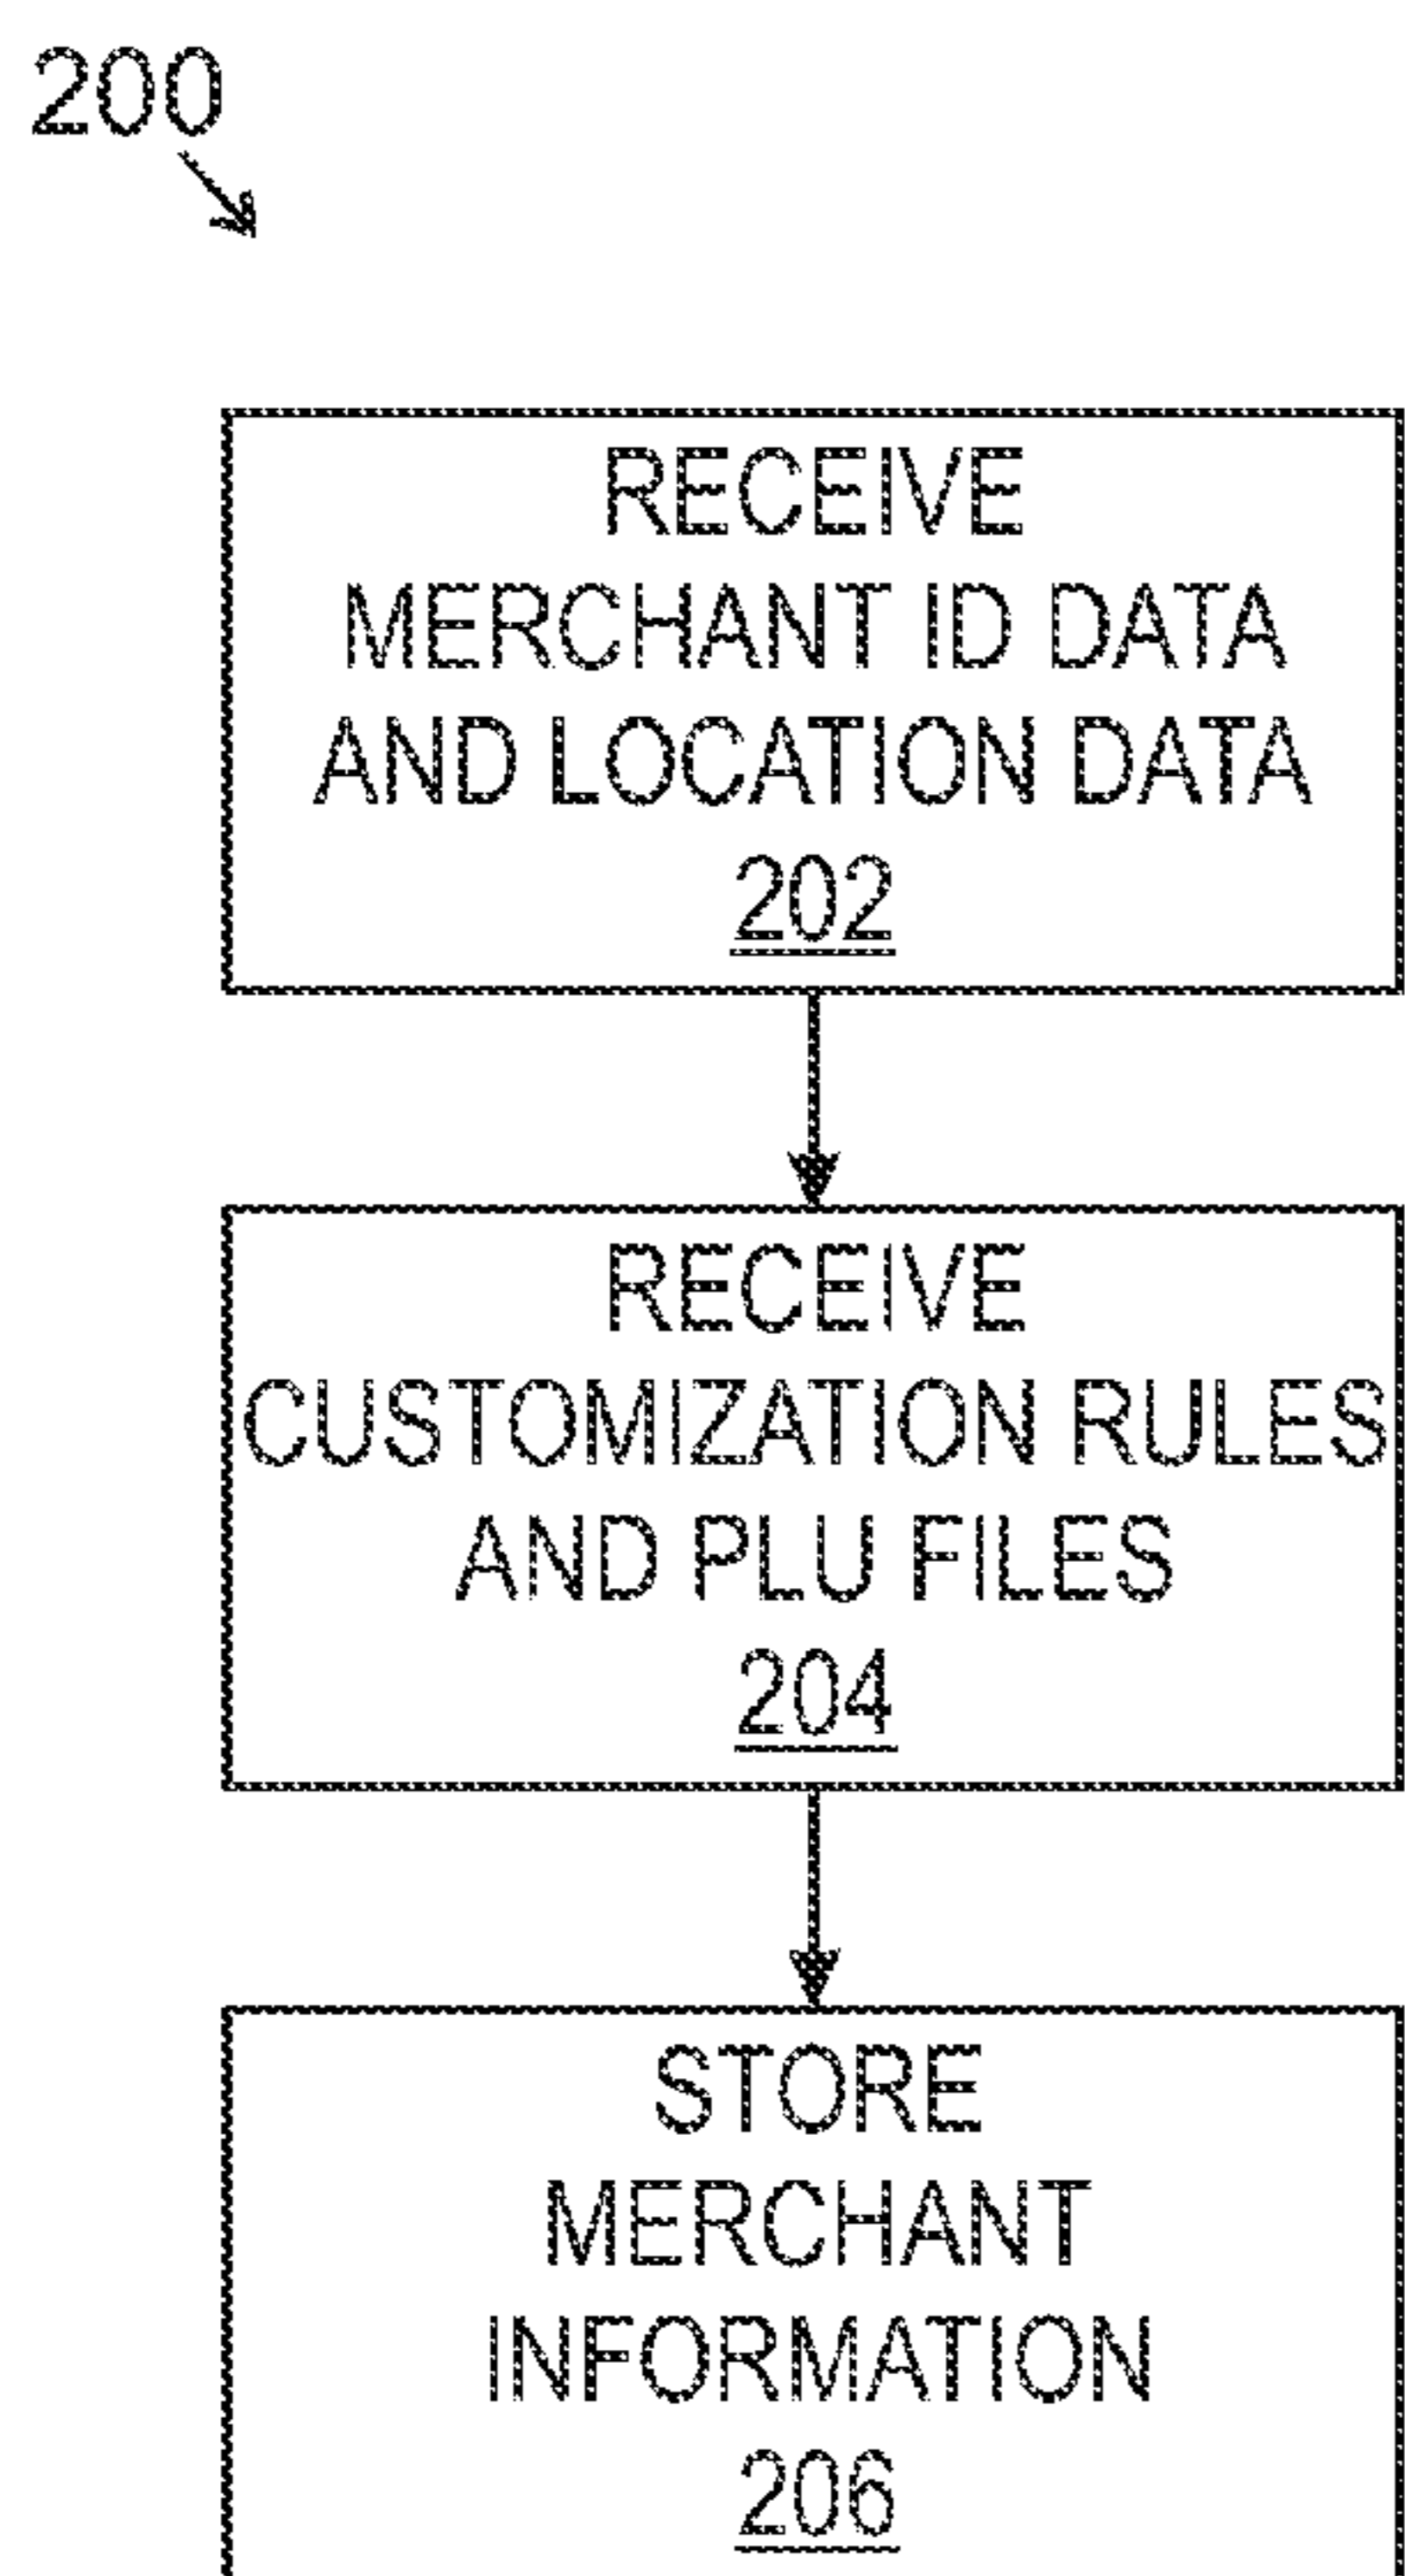 200
RECEIVE
MERCHANT ID DATA
AND LOCATION DATA
202
RECEIVE
CUSTOMIZATION RULES
AND PLU FILES
204
STORE
MERCHANT
INFORMATION
206